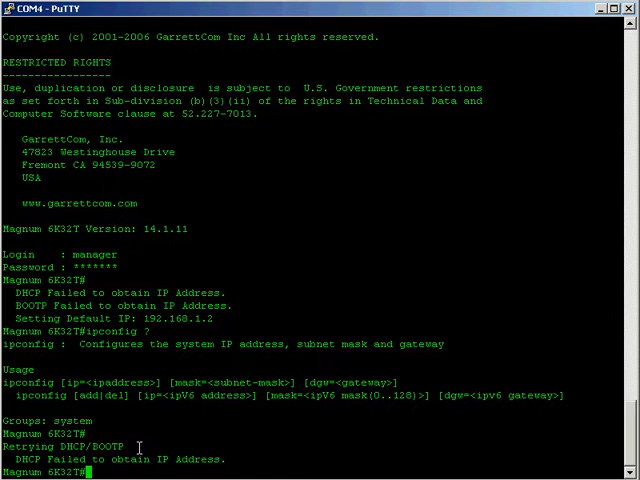 COM4 - PuTTY
Copyright (c) 2001-2006 GarrettCom Inc All rights reserved.
RESTRICTED RIGHTS
-----------------
Use, duplication or disclosure  is subject to  U.S. Government restrictions
as set forth in Sub-division (b)(3)(ii) of the rights in Technical Data and
Computer Software clause at 52.227-7013.
GarrettCom, Inc.
47823 Westinghouse Drive
Fremont CA 94539-9072
USA
www.garrettcom.com
Magnum 6K32T Version: 14.1.11
Login    : manager
Password : *******
Magnum 6K32T#
DHCP Failed to obtain IP Address.
BOOTP Failed to obtain IP Address.
Setting Default IP: 192.168.1.2
Magnum 6K32T#ipconfig ?
ipconfig :  Configures the system IP address, subnet mask and gateway
Usage
ipconfig [ip=<ipaddress>] [mask=<subnet-mask>] [dgw=<gateway>]
ipconfig [add|del] [ip=<ipV6 address>] [mask=<ipV6 mask(0..128)>] [dgw=<ipv6 gateway>]
Groups: system
Magnum 6K32T#
Retrying DHCP/BOOTP
DHCP Failed to obtain IP Address.
Magnum 6K32T#